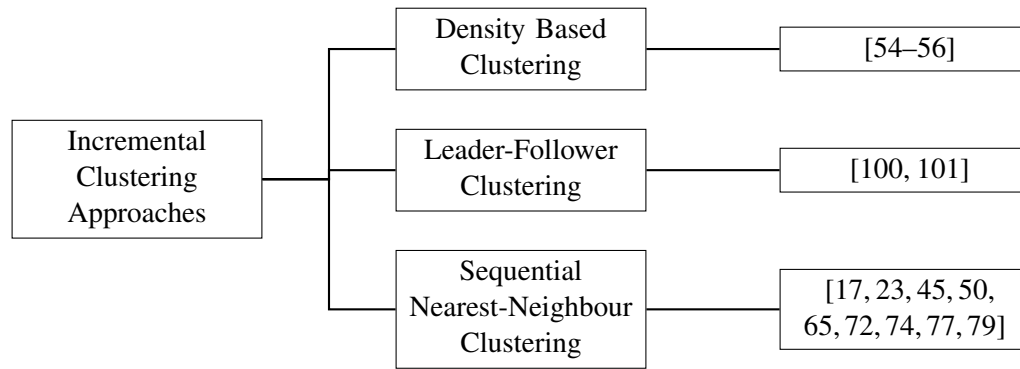 Incremental
Clustering
Approaches
Density Based
Clustering
[54–56]
Leader-Follower
Clustering
[100, 101]
Sequential
Nearest-Neighbour
Clustering
[17, 23, 45, 50,
65, 72, 74, 77, 79]